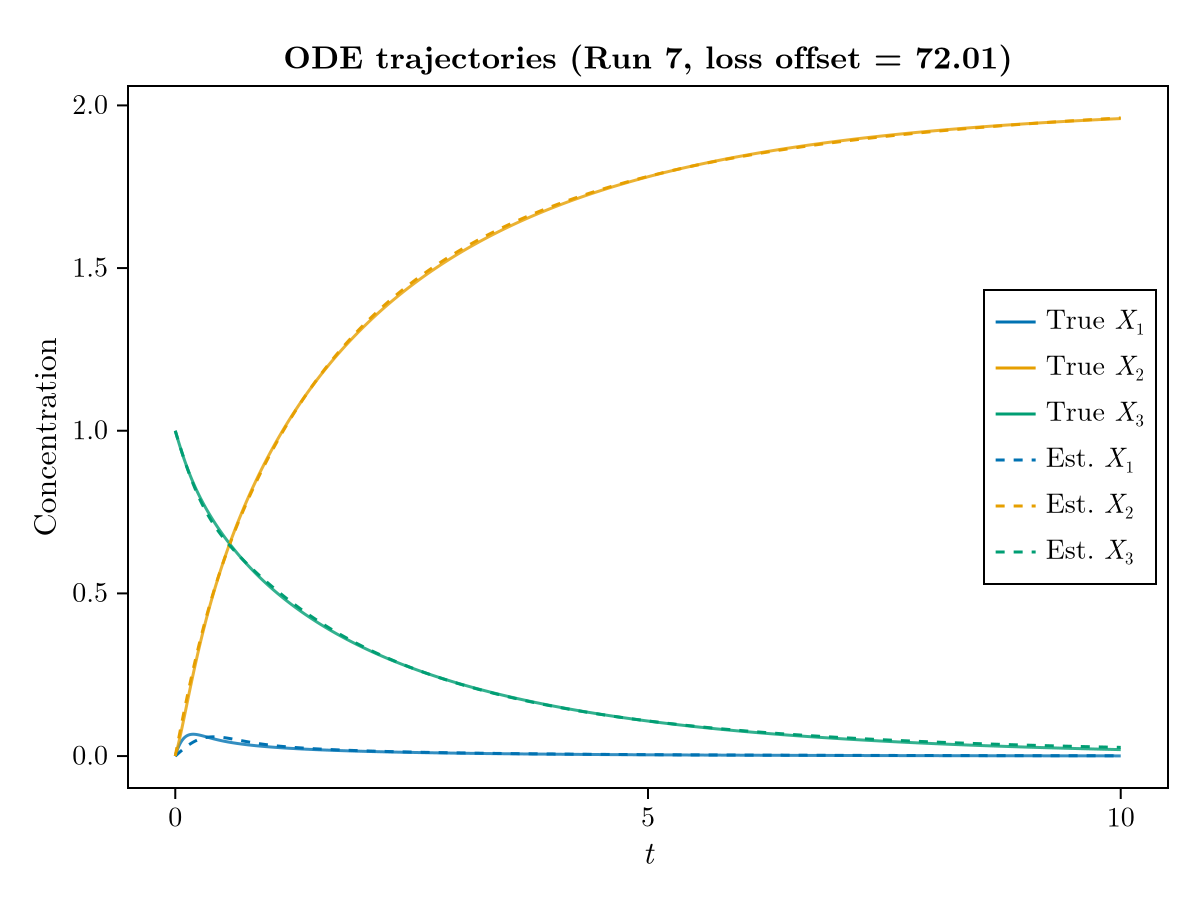 ODE trajectories (Run 7, loss offset = 72.01)
Concentration
2.0
1.5
1.0
0.5
0.0
0
5
10
t
True X₁
True X₂
True X₃
Est. X₁
Est. X₂
Est. X₃